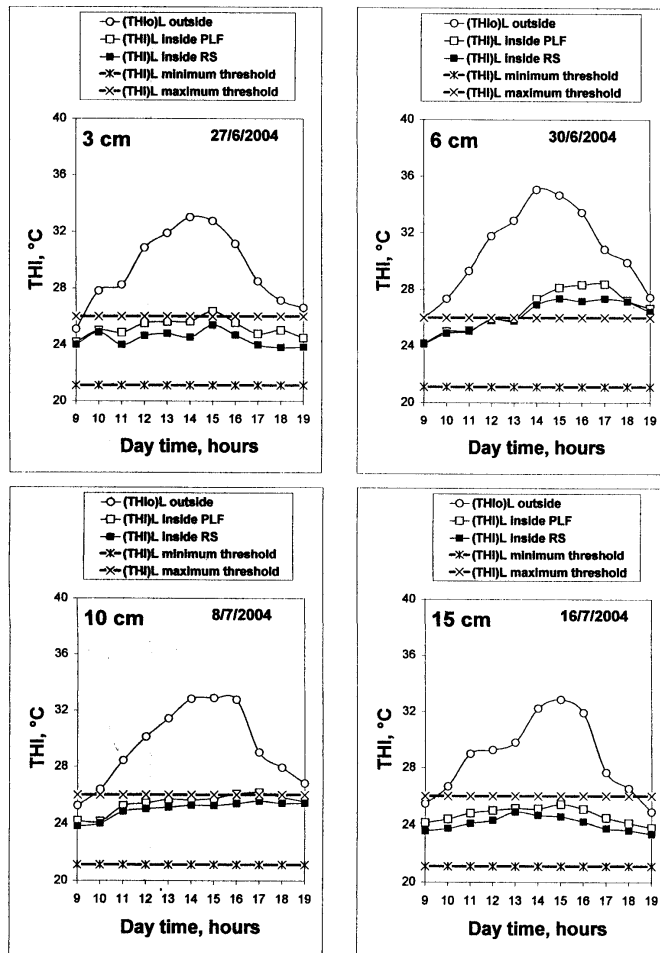 (THIo)L outside
(THI)L inside PLF
(THI)L inside RS
(THI)L minimum threshold
(THI)L maximum threshold
3 cm 27/6/2004
40
36
32
28
24
20
THI, °C
9 10 11 12 13 14 15 16 17 18 19
Day time, hours
(THIo)L outside
(THI)L inside PLF
(THI)L inside RS
(THI)L minimum threshold
(THI)L maximum threshold
6 cm 30/6/2004
40
36
32
28
24
20
THI, °C
9 10 11 12 13 14 15 16 17 18 19
Day time, hours
(THIo)L outside
(THI)L inside PLF
(THI)L inside RS
(THI)L minimum threshold
(THI)L maximum threshold
10 cm 8/7/2004
40
36
32
28
24
20
THI, °C
9 10 11 12 13 14 15 16 17 18 19
Day time, hours
(THIo)L outside
(THI)L inside PLF
(THI)L inside RS
(THI)L minimum threshold
(THI)L maximum threshold
15 cm 16/7/2004
40
36
32
28
24
20
THI, °C
9 10 11 12 13 14 15 16 17 18 19
Day time, hours